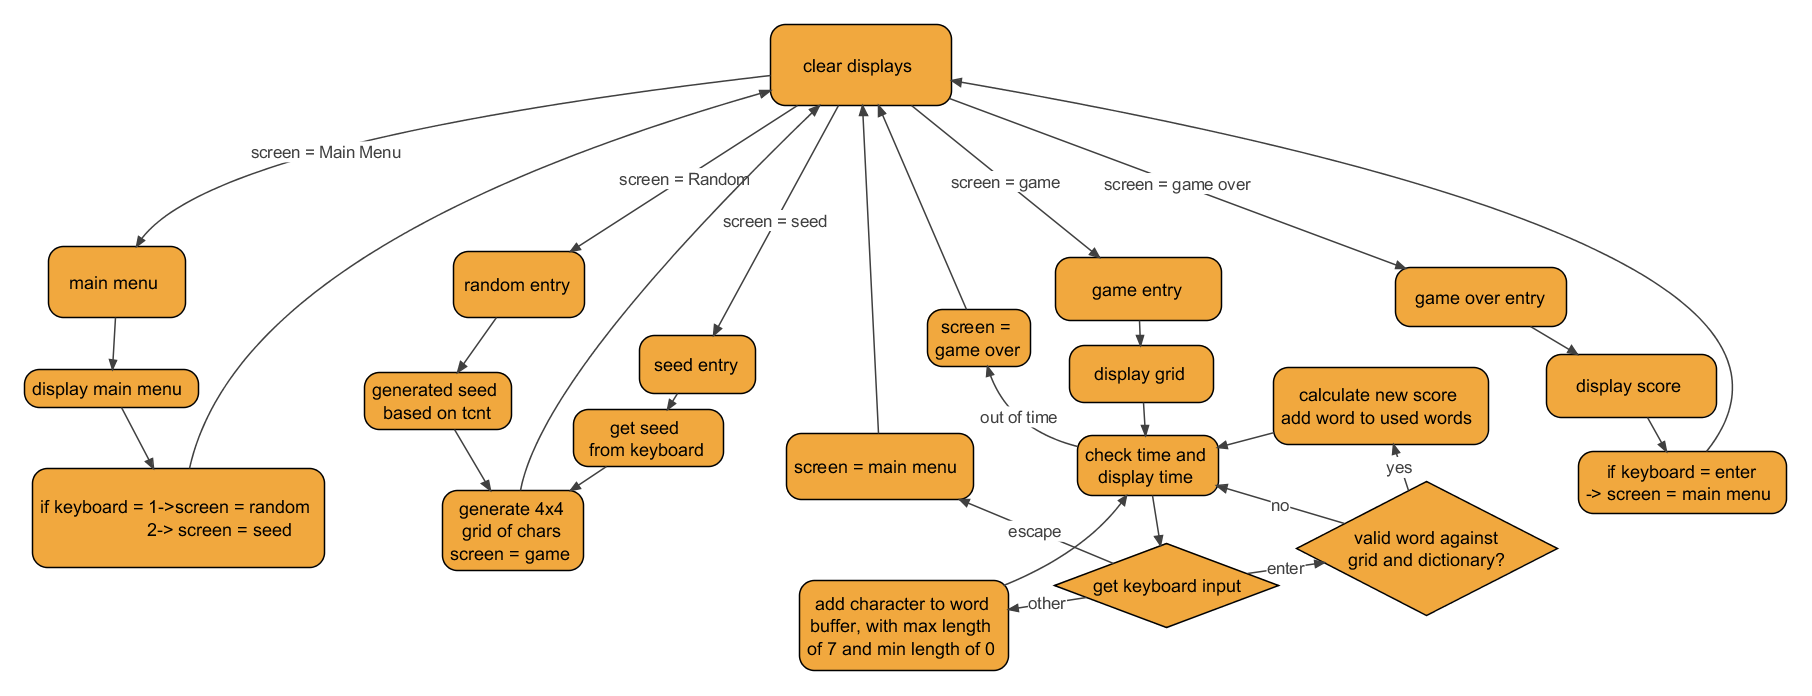 clear displays
screen = Main Menu
screen = Random
screen = seed
screen = game
screen = game over
main menu
random entry
game entry
game over entry
screen =
game over
seed entry
display grid
display score
display main menu
generated seed
based on tcnt
calculate new score
add word to used words
out of time
get seed
from keyboard
screen = main menu
check time and
display time
yes
if keyboard = enter
-> screen = main menu
if keyboard = 1->screen = random
2-> screen = seed
generate 4x4
grid of chars
screen = game
escape
no
valid word against
grid and dictionary?
get keyboard input
enter
other
add character to word
buffer, with max length
of 7 and min length of 0